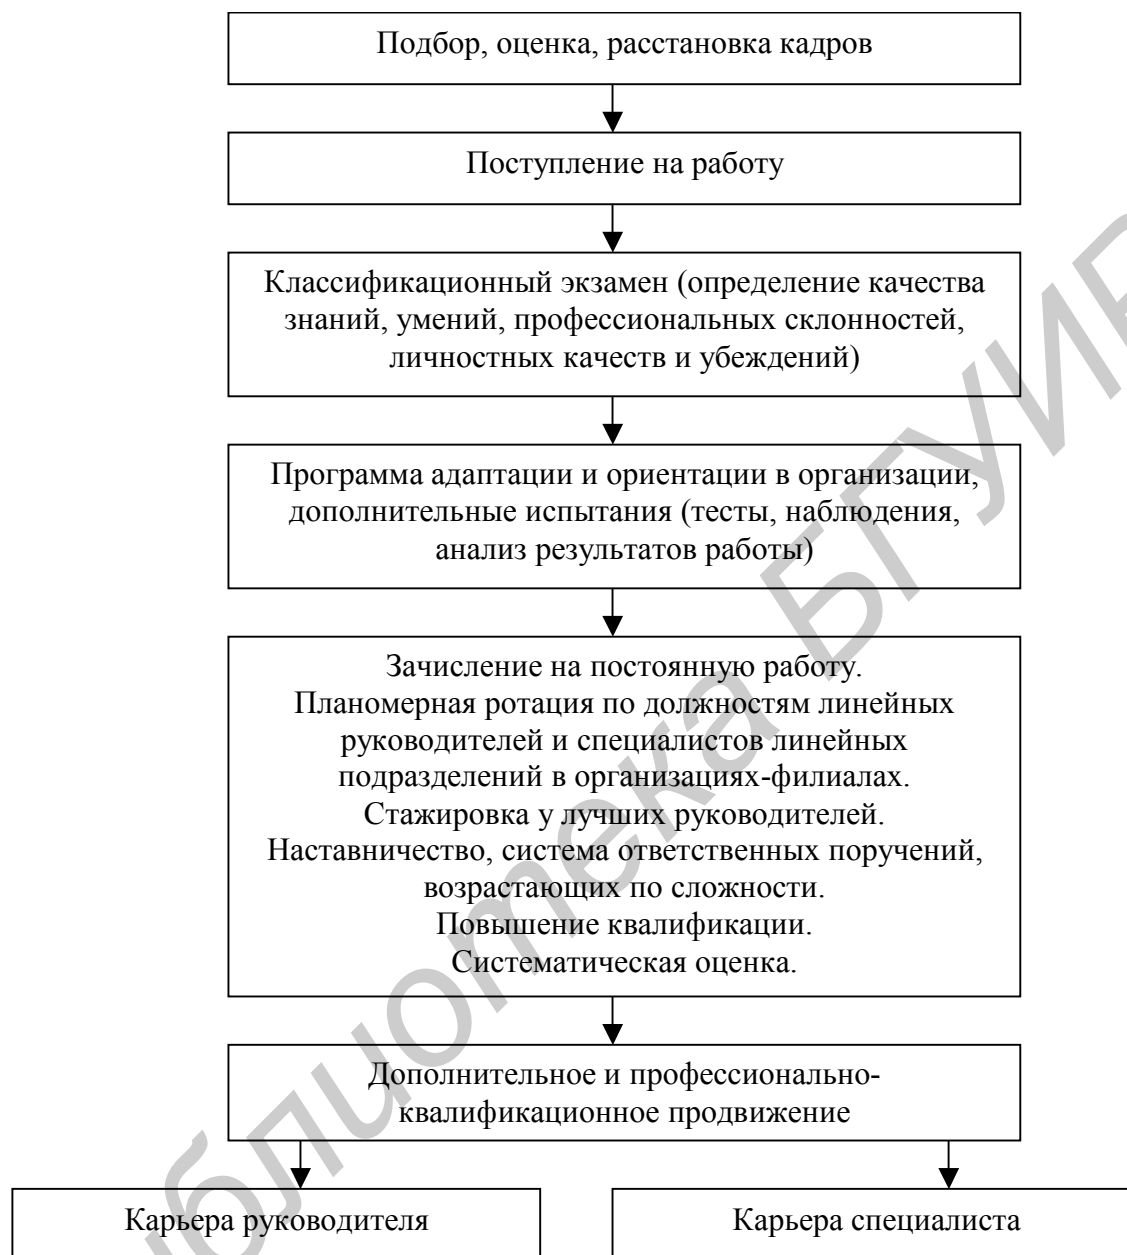 Подбор, оценка, расстановка кадров
Поступление на работу
Классификационный экзамен (определение качества
знаний, умений, профессиональных склонностей,
личностных качеств и убеждений)
Программа адаптации и ориентации в организации,
дополнительные испытания (тесты, наблюдения,
анализ результатов работы)
Зачисление на постоянную работу.
Планомерная ротация по должностям линейных
руководителей и специалистов линейных
подразделений в организациях-филиалах.
Стажировка у лучших руководителей.
Наставничество, система ответственных поручений,
возрастающих по сложности.
Повышение квалификации.
Систематическая оценка.
Дополнительное и профессионально-
квалификационное продвижение
Карьера руководителя
Карьера специалиста